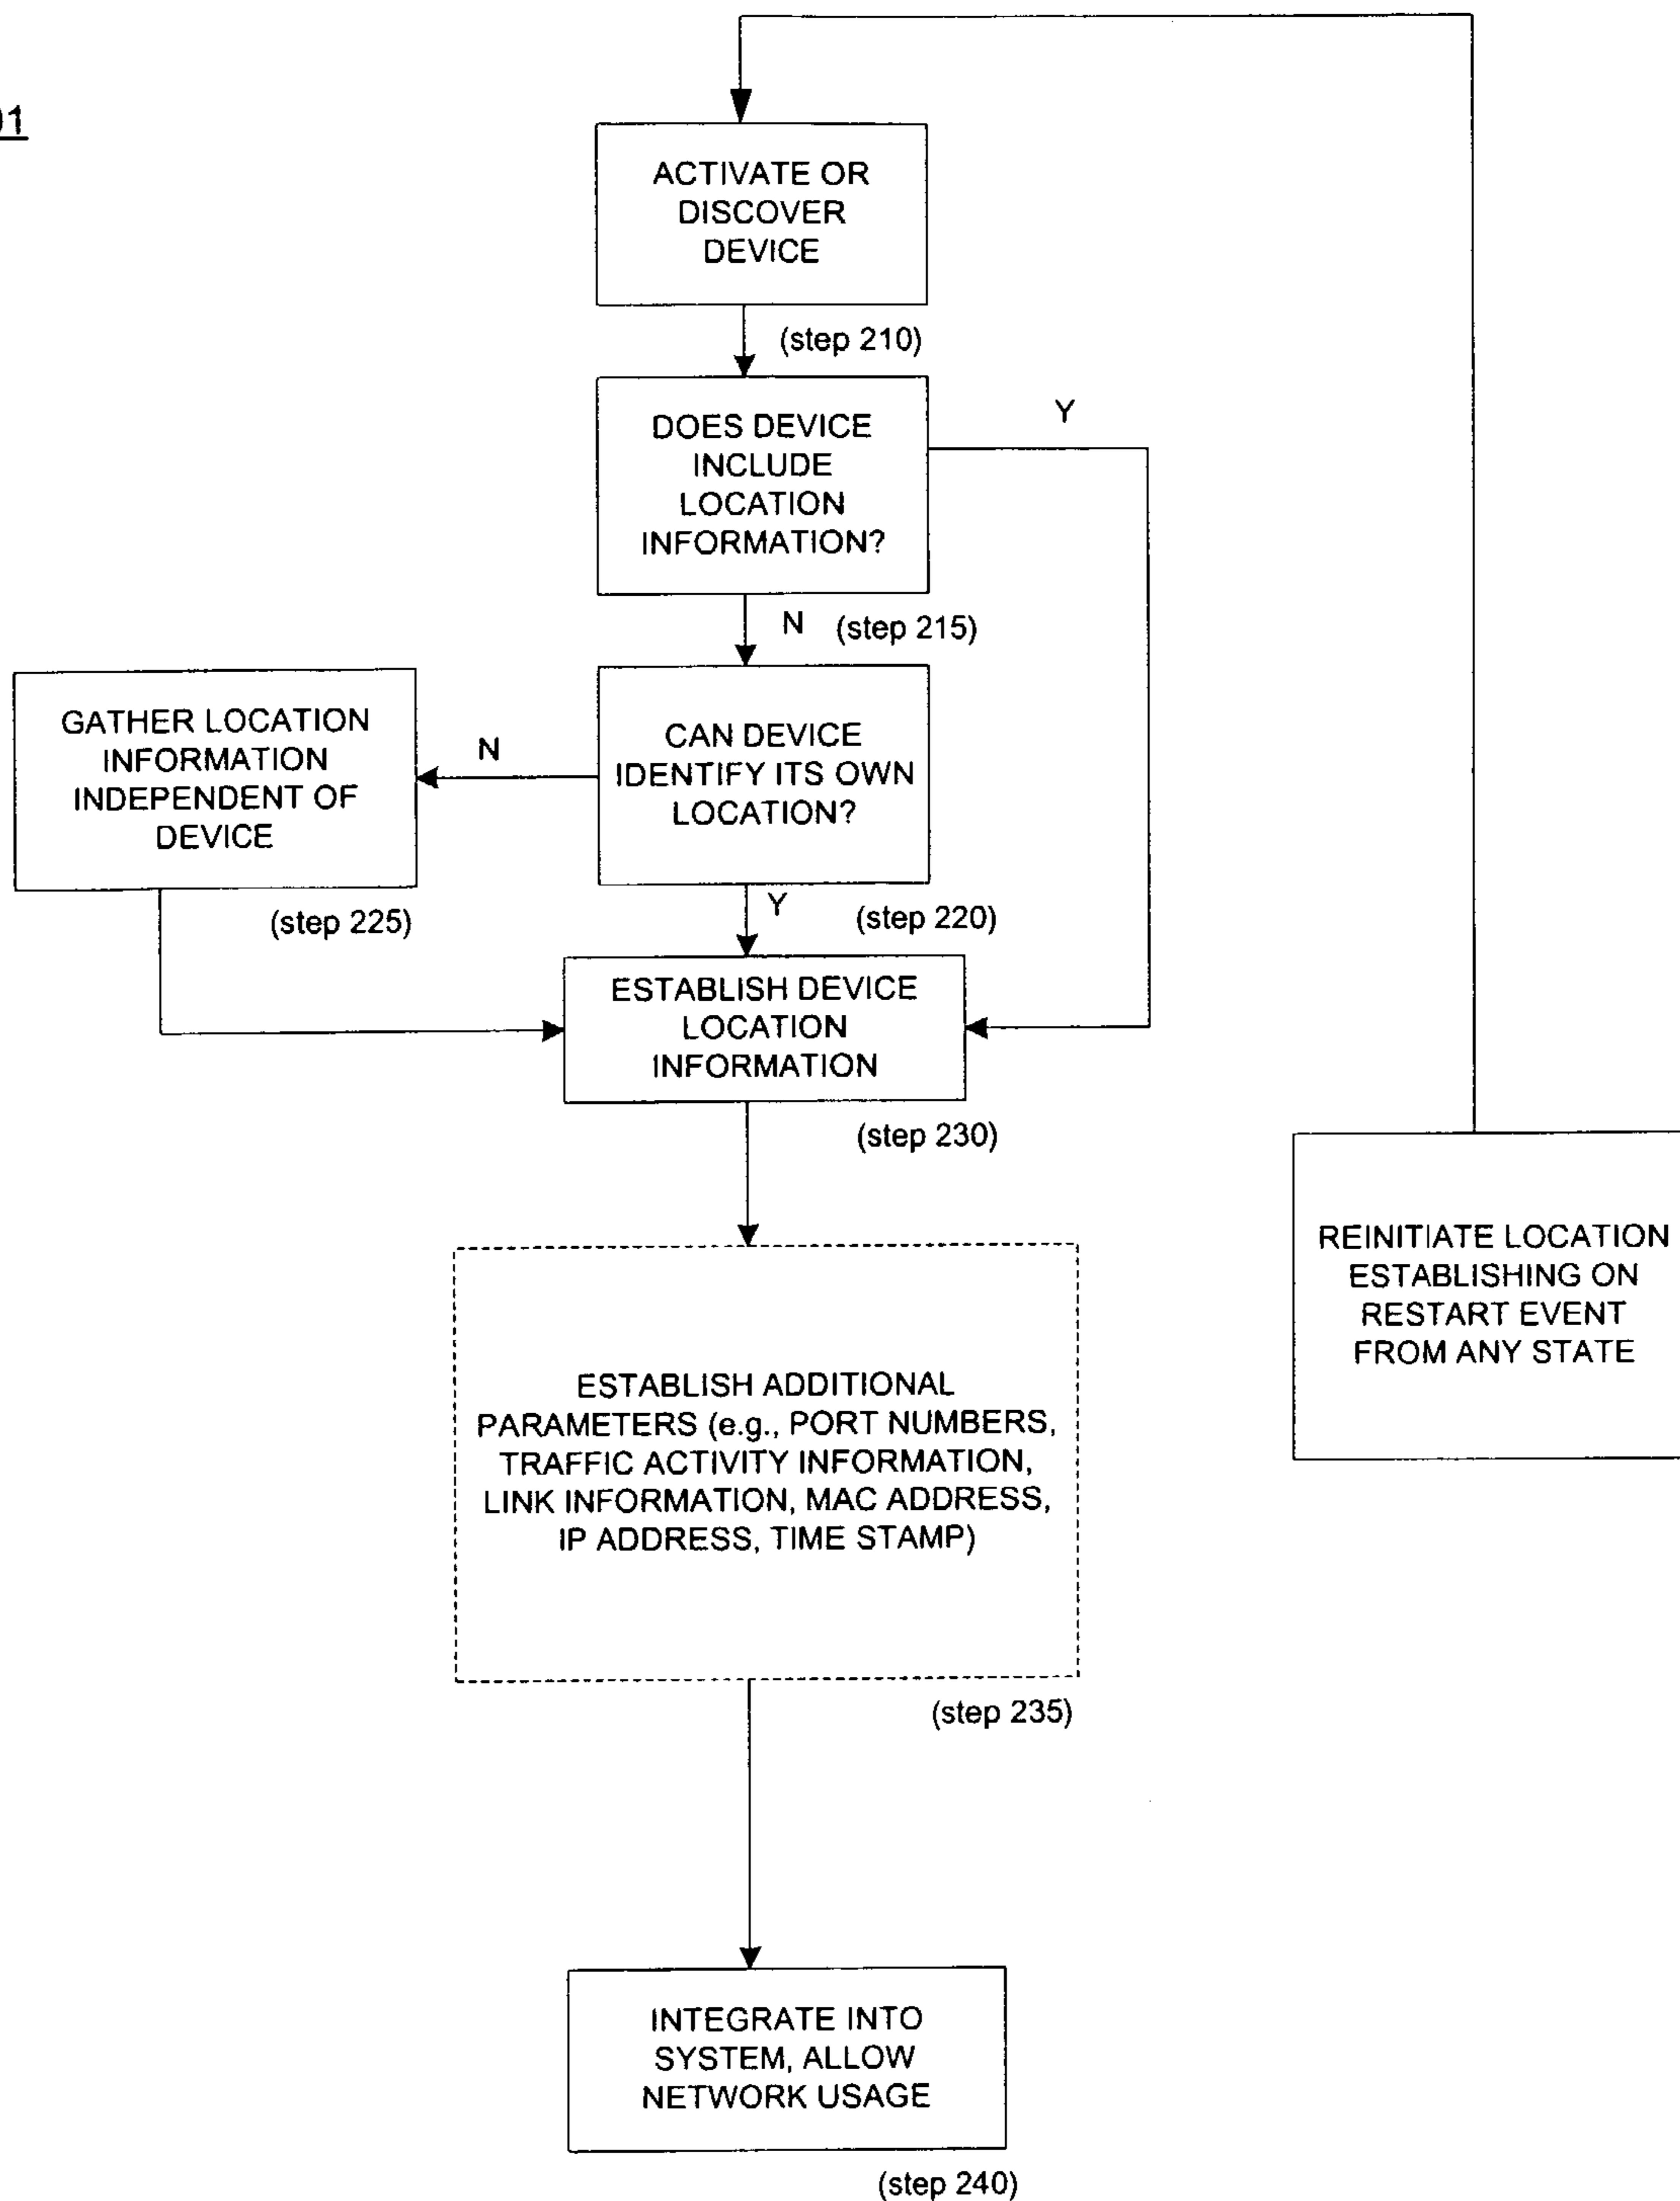 01
ACTIVATE OR
DISCOVER
DEVICE
(step 210)
DOES DEVICE
INCLUDE
LOCATION
INFORMATION?
Y
N
(step 215)
GATHER LOCATION
INFORMATION
INDEPENDENT OF
DEVICE
N
CAN DEVICE
IDENTIFY ITS OWN
LOCATION?
(step 225)
Y
(step 220)
ESTABLISH DEVICE
LOCATION
INFORMATION
(step 230)
REINITIATE LOCATION
ESTABLISHING ON
RESTART EVENT
FROM ANY STATE
ESTABLISH ADDITIONAL
PARAMETERS (e.g., PORT NUMBERS,
TRAFFIC ACTIVITY INFORMATION,
LINK INFORMATION, MAC ADDRESS,
IP ADDRESS, TIME STAMP)
(step 235)
INTEGRATE INTO
SYSTEM, ALLOW
NETWORK USAGE
(step 240)